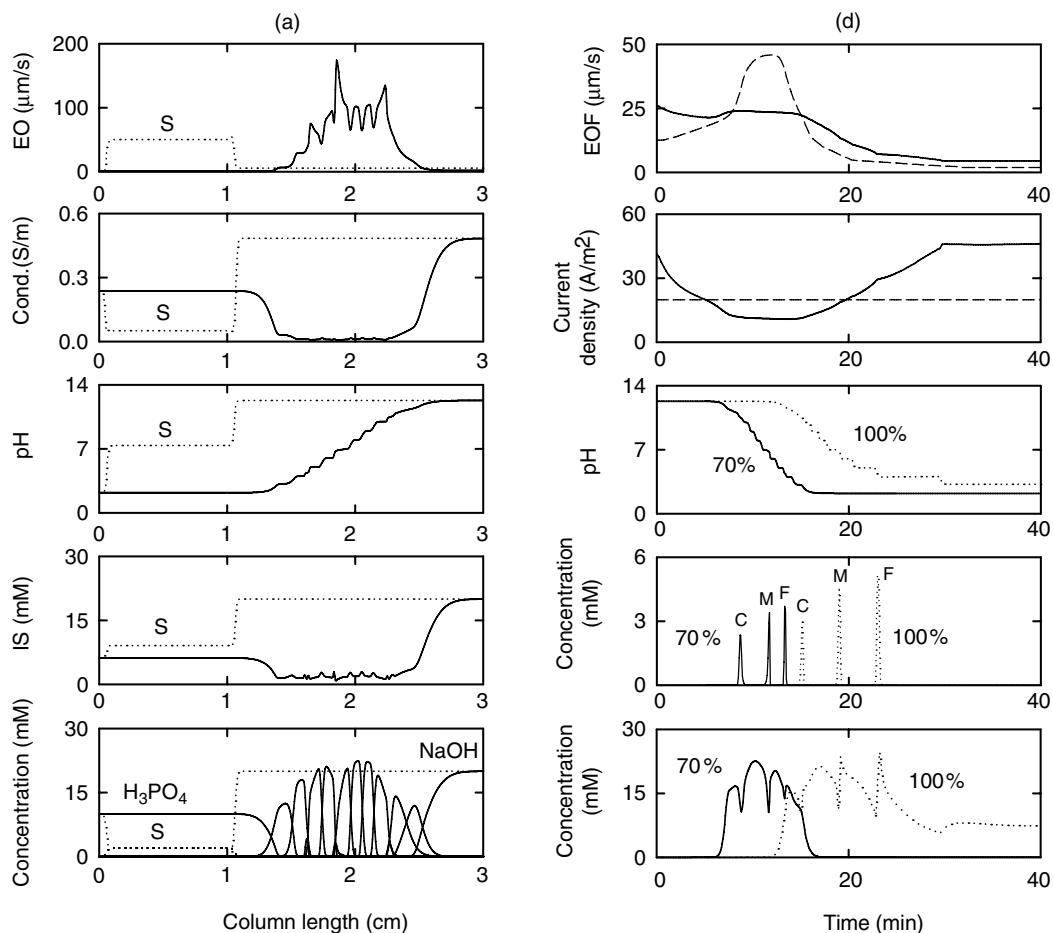 (a)
EO (µm/s)
200
100
0
S
0 1 2 3
Cond.(S/m)
0.6
0.3
0.0
S
0 1 2 3
pH
14
7
0
S
0 1 2 3
IS (mM)
30
15
0
S
0 1 2 3
Concentration (mM)
30
15
0
H3PO4
S
NaOH
0 1 2 3
Column length (cm)
(d)
EOF (µm/s)
50
25
0
0 20 40
Current
density (A/m2)
60
30
0
0 20 40
pH
14
7
0
70%
100%
0 20 40
Concentration
(mM)
6
3
0
70%
C M F C M F
100%
0 20 40
Concentration
(mM)
30
15
0
70%
100%
0 20 40
Time (min)